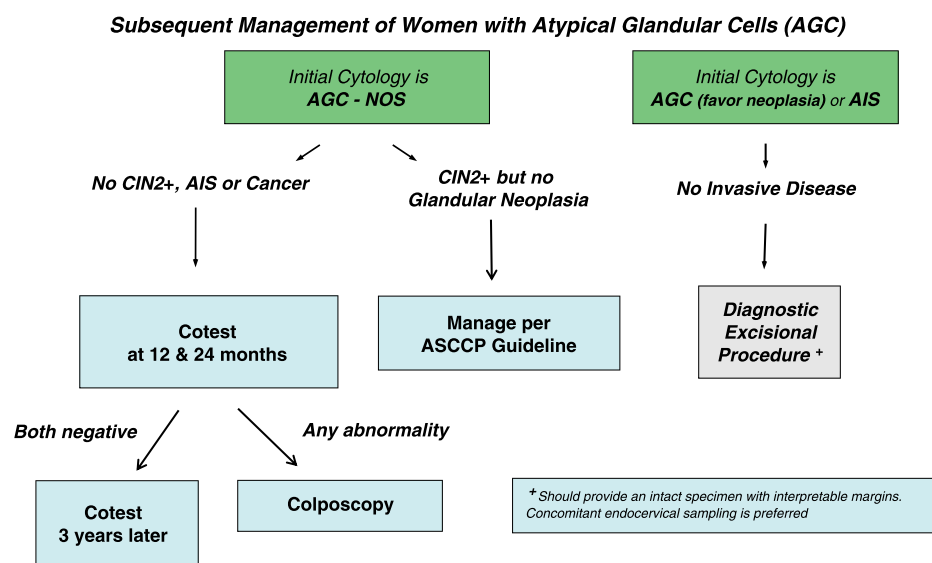 Subsequent Management of Women with Atypical Glandular Cells (AGC)
Initial Cytology is
AGC - NOS
Initial Cytology is
AGC (favor neoplasia) or AIS
No CIN2+, AIS or Cancer
CIN2+ but no
Glandular Neoplasia
No Invasive Disease
Cotest
at 12 & 24 months
Manage per
ASCCP Guideline
Diagnostic
Excisional
Procedure +
Both negative
Any abnormality
Cotest
3 years later
Colposcopy
+ Should provide an intact specimen with interpretable margins.
Concomitant endocervical sampling is preferred